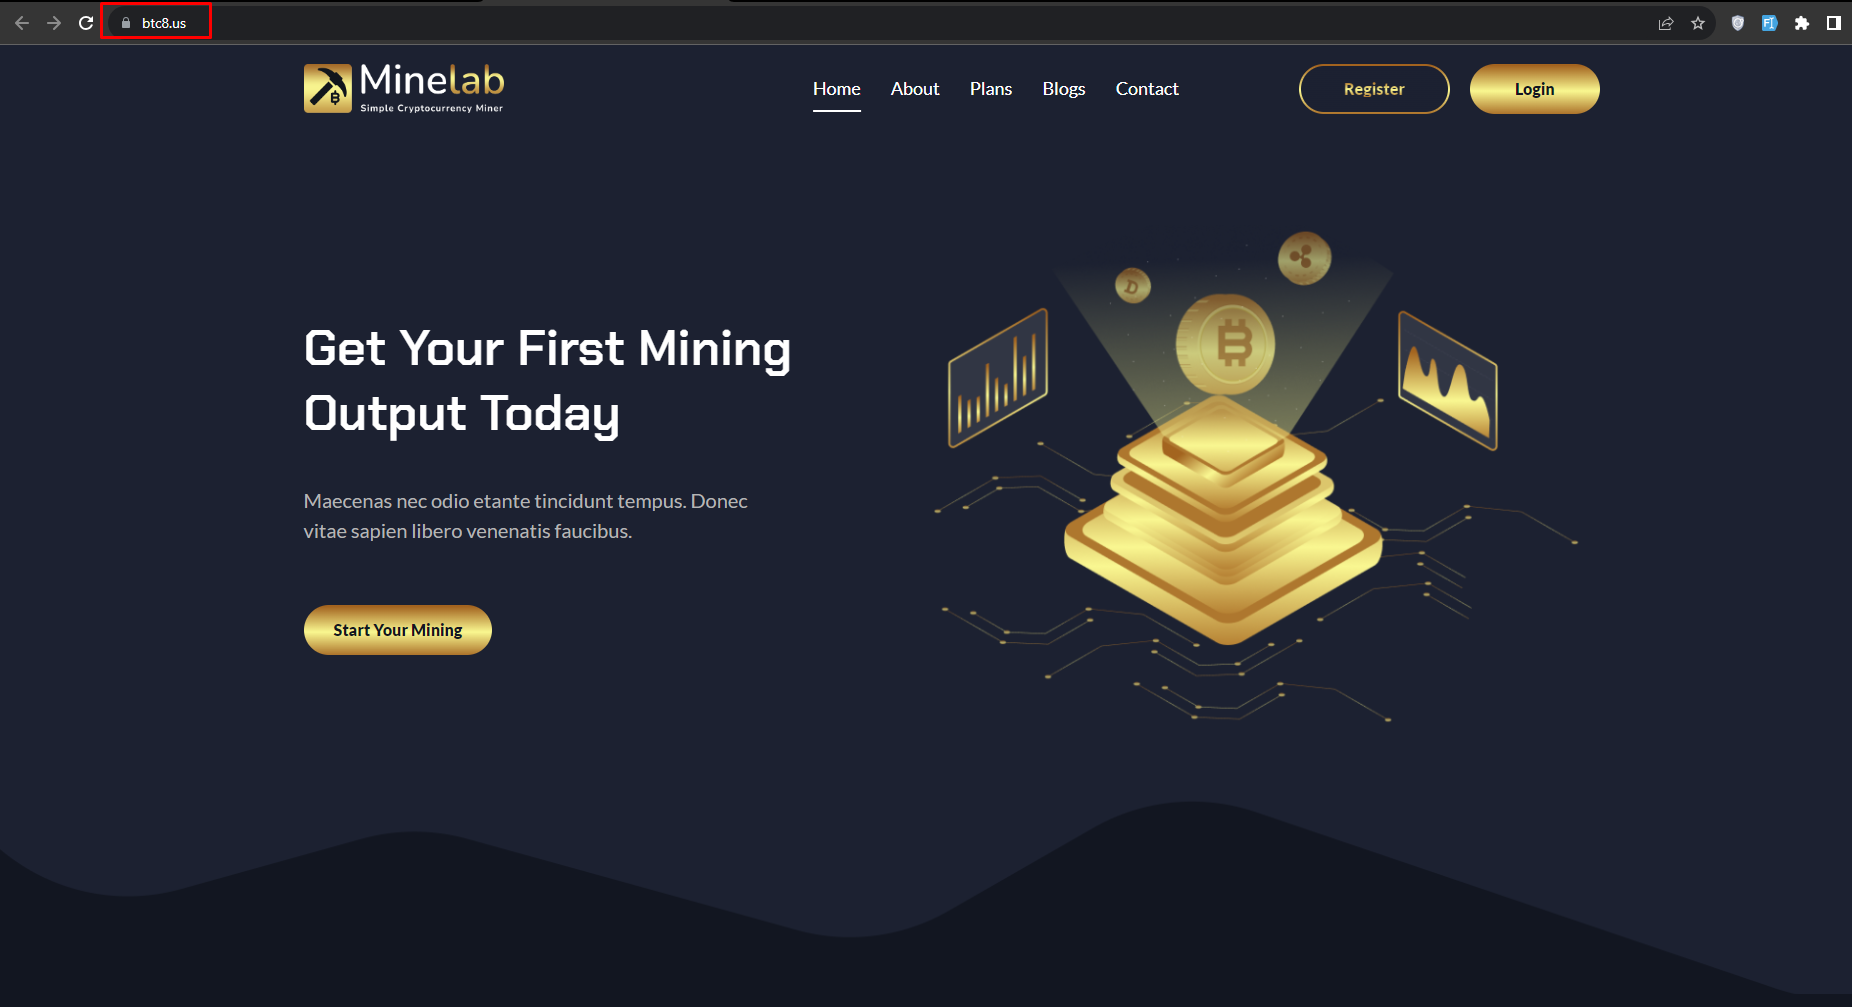 btc8.us
Minelab
Simple Cryptocurrency Miner
Home About Plans Blogs Contact
Register Login
Get Your First Mining
Output Today
Maecenas nec odio etante tincidunt tempus. Donec
vitae sapien libero venenatis faucibus.
Start Your Mining